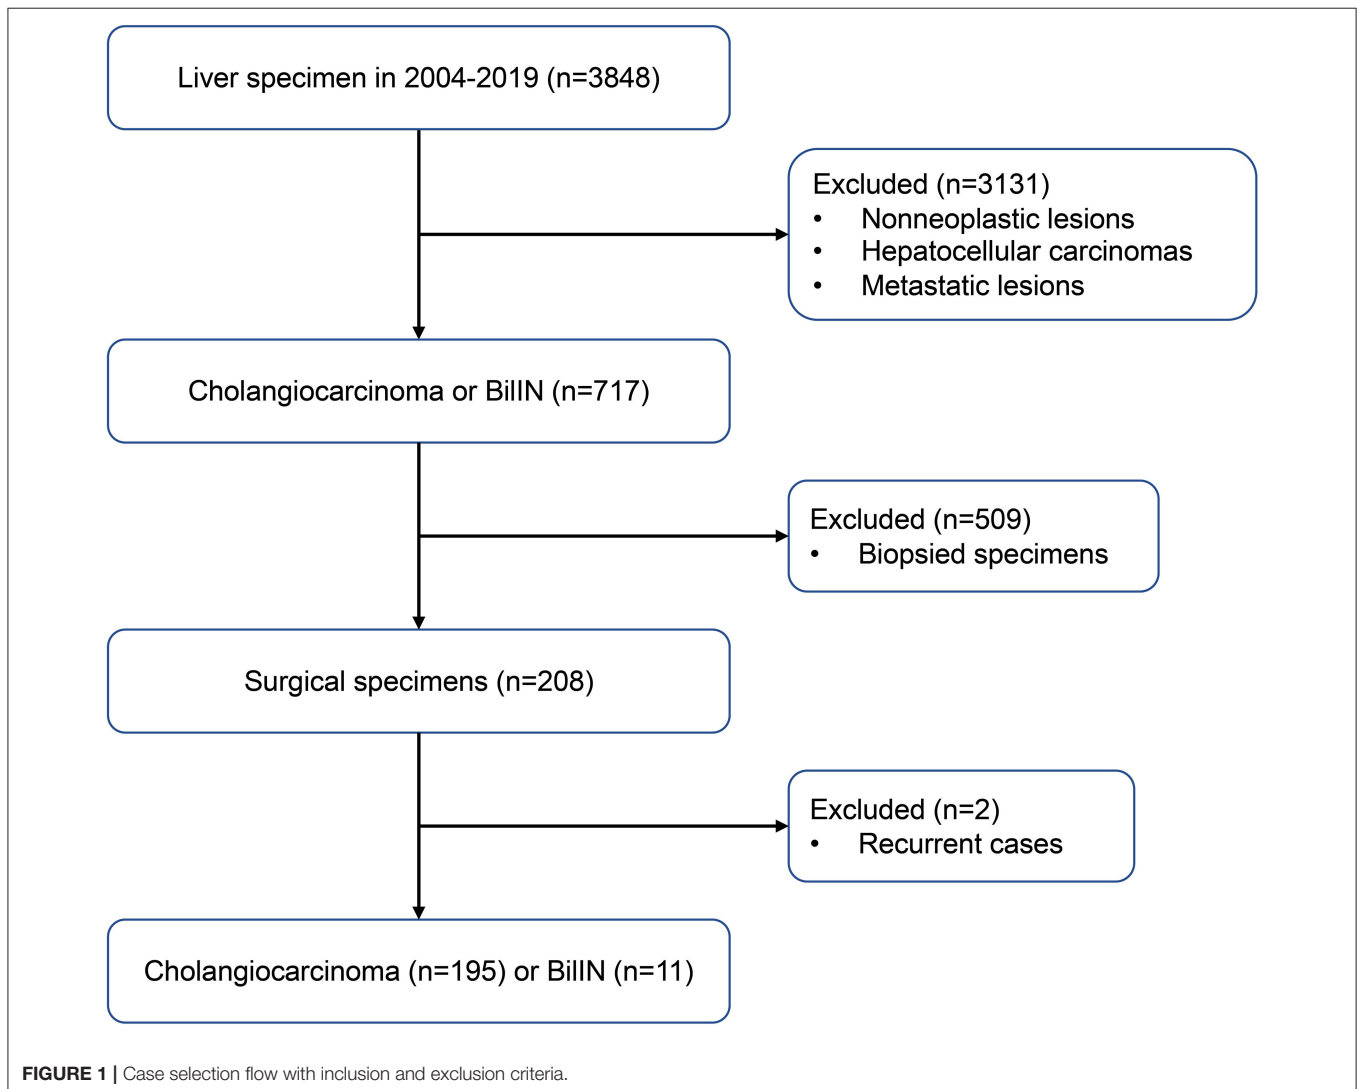 Liver specimen in 2004-2019 (n=3848)
Excluded (n=3131)
• Nonneoplastic lesions
• Hepatocellular carcinomas
• Metastatic lesions
Cholangiocarcinoma or BilIN (n=717)
Excluded (n=509)
• Biopsied specimens
Surgical specimens (n=208)
Excluded (n=2)
• Recurrent cases
Cholangiocarcinoma (n=195) or BilIN (n=11)
FIGURE 1 | Case selection flow with inclusion and exclusion criteria.